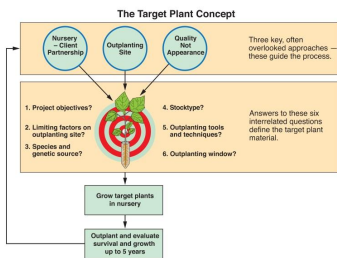 The Target Plant Concept
Nursery
– Client
Partnership
Outplanting
Site
Quality
Not
Appearance
Three key, often
overlooked approaches —
these guide the process.
1. Project objectives?
2. Limiting factors on
outplanting site?
3. Species and
genetic source?
4. Stocktype?
5. Outplanting tools
and techniques?
6. Outplanting window?
Answers to these six
interrelated questions
define the target plant
material.
Grow target plants
in nursery
Outplant and evaluate
survival and growth
up to 5 years